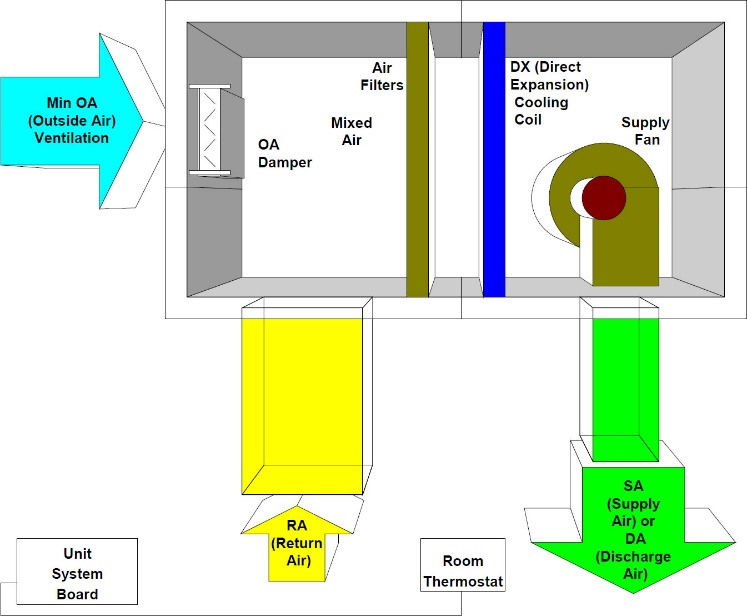 Min OA
(Outside Air)
Ventilation
OA
Damper
Air
Filters
Mixed
Air
DX (Direct
Expansion)
Cooling
Coil
Supply
Fan
RA
(Return
Air)
SA
(Supply
Air) or
DA
(Discharge
Air)
Unit
System
Board
Room
Thermostat